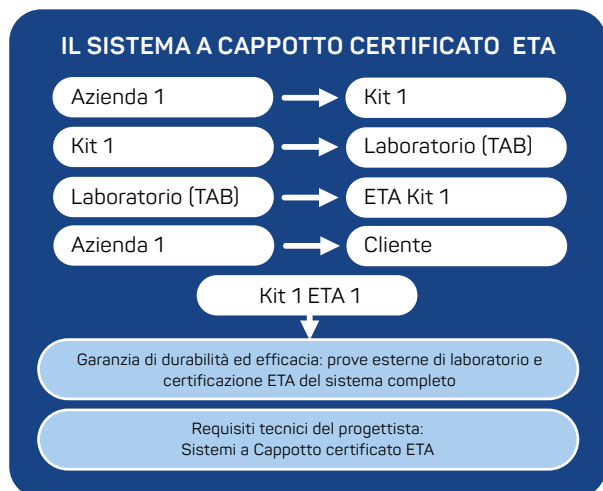 IL SISTEMA A CAPPOTTO CERTIFICATO ETA
Azienda 1
Kit 1
Kit 1
Laboratorio (TAB)
Laboratorio (TAB)
ETA Kit 1
Azienda 1
Cliente
Kit 1 ETA 1
Garanzia di durabilità ed efficacia: prove esterne di laboratorio e
certificazione ETA del sistema completo
Requisiti tecnici del progettista:
Sistemi a Cappotto certificato ETA